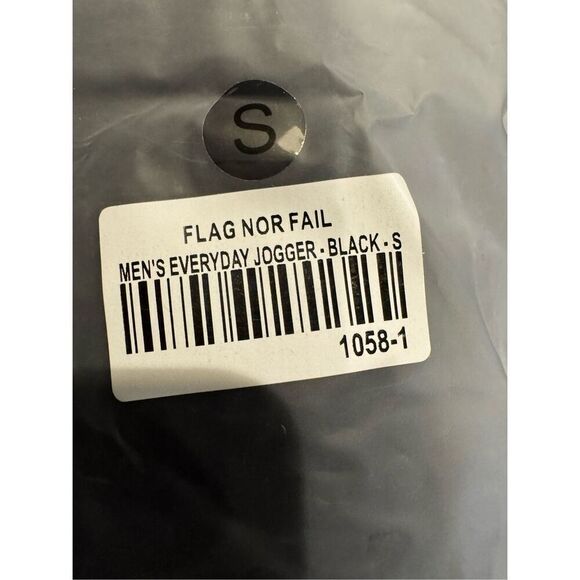 S
FLAG NOR FAIL
MEN'S EVERYDAY JOGGER - BLACK - S
1058-1